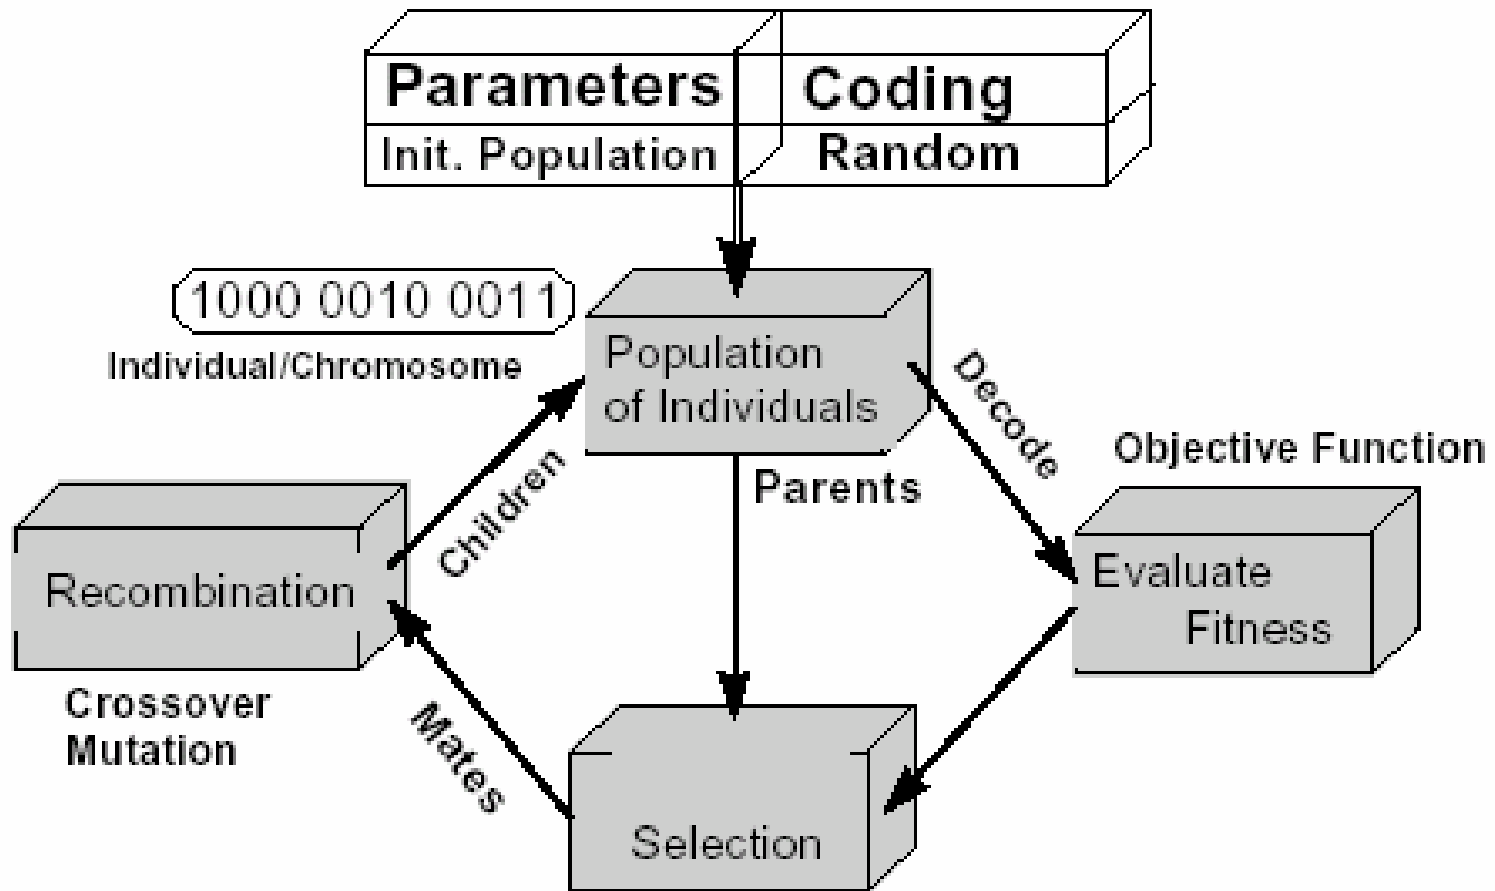 Parameters
Coding
Init. Population
Random
1000 0010 0011
Individual/Chromosome
Population
of Individuals
Decode
Objective Function
Children
Parents
Evaluate
Fitness
Recombination
Crossover
Mutation
Mates
Selection